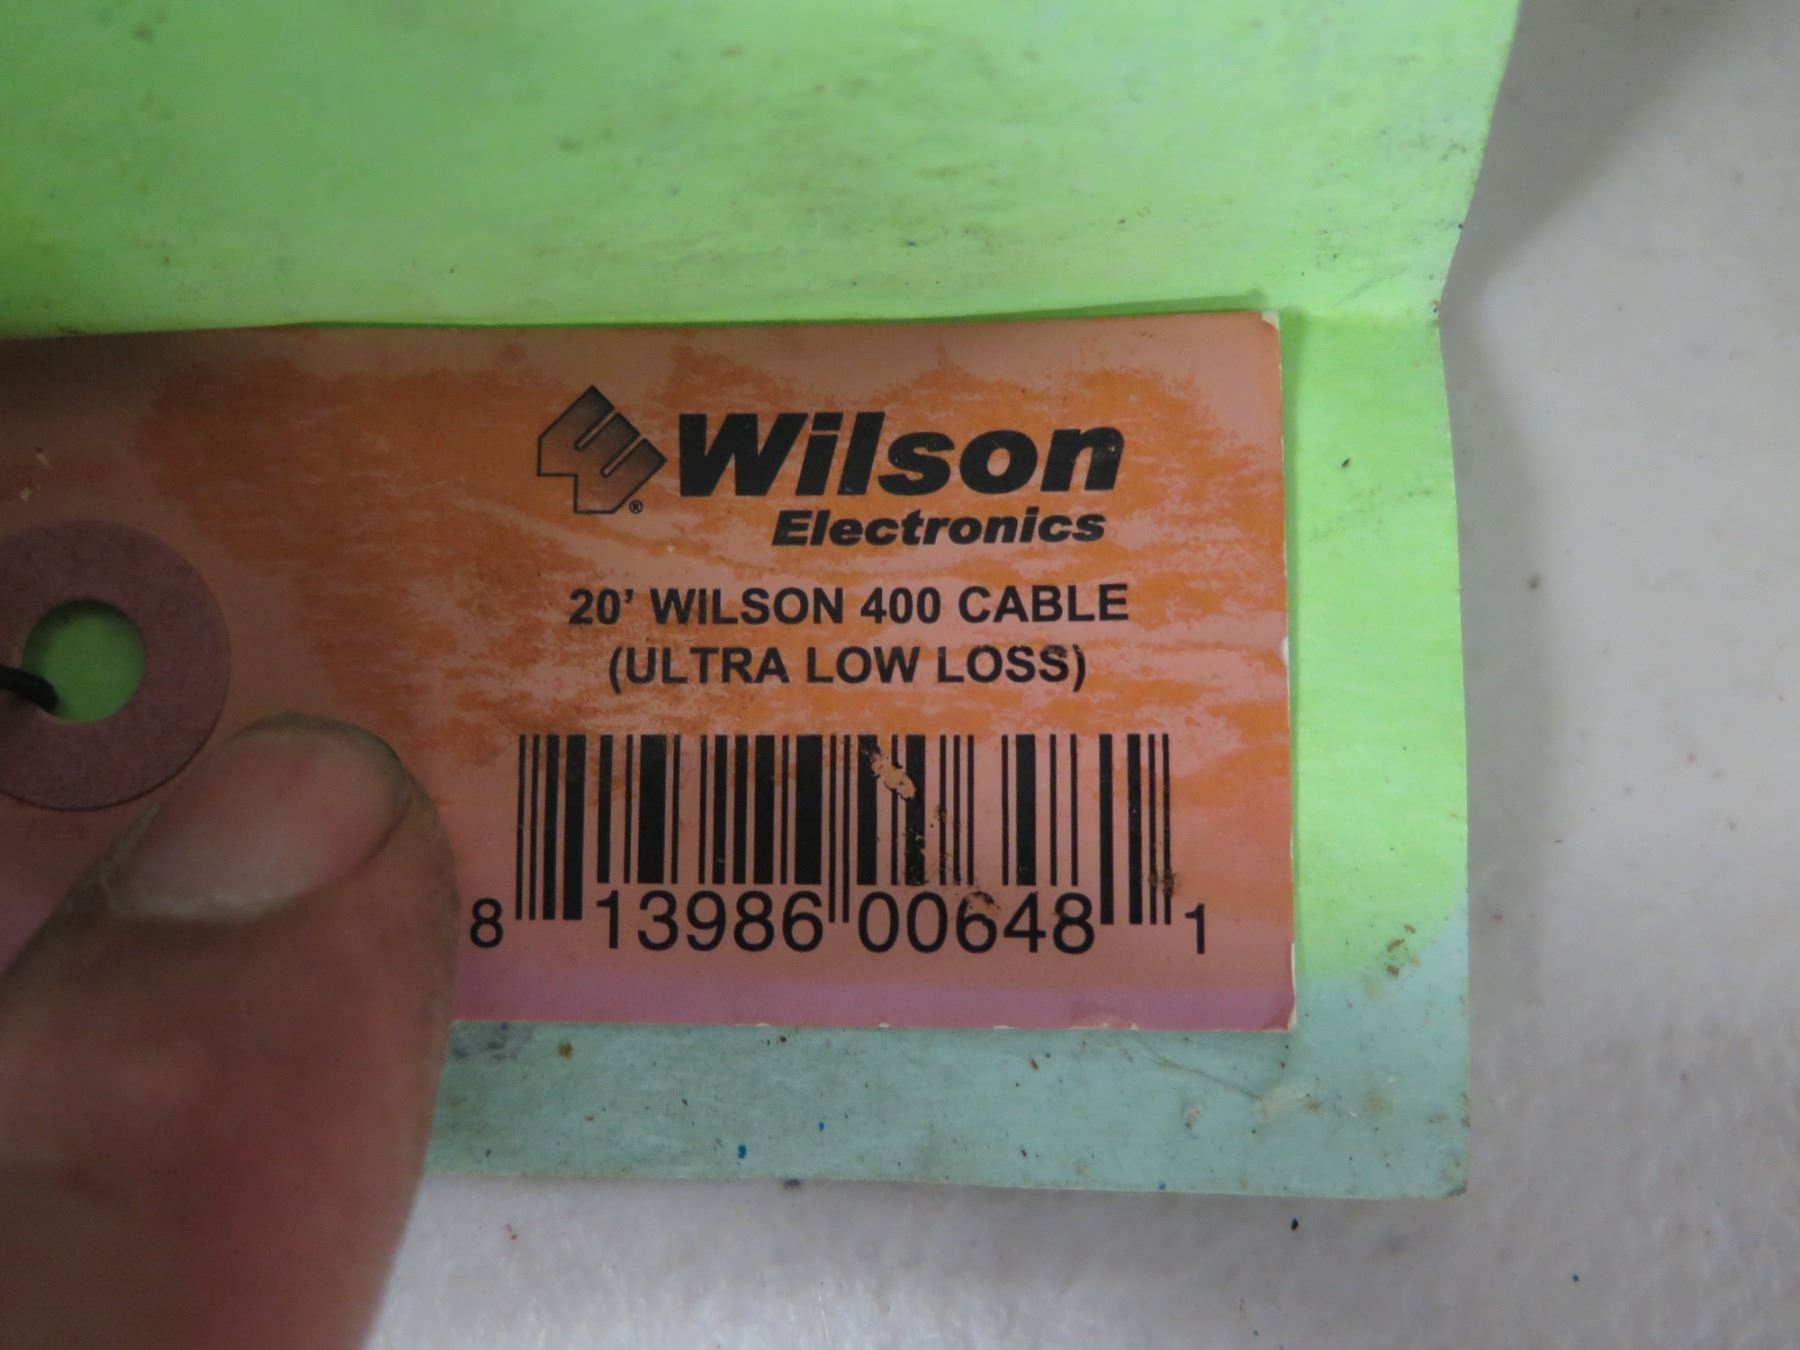 Wilson
Electronics
20' WILSON 400 CABLE
(ULTRA LOW LOSS)
8 13986 00648 1